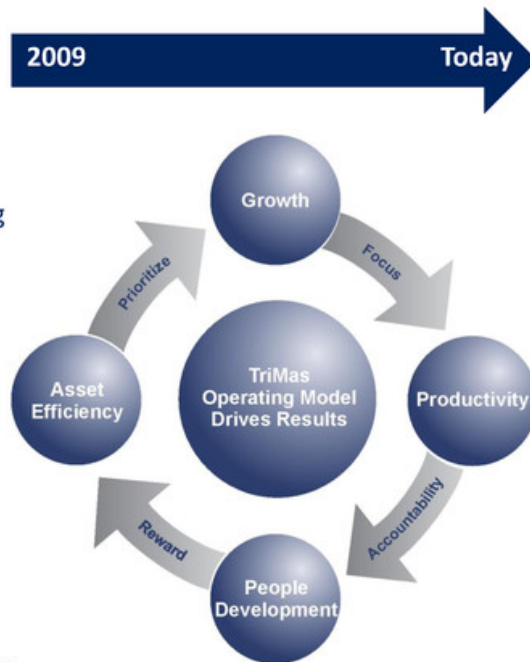 2009
Today
Growth
Focus
Productivity
Accountability
People
Development
Reward
Asset
Efficiency
Prioritize
TriMas
Operating Model
Drives Results